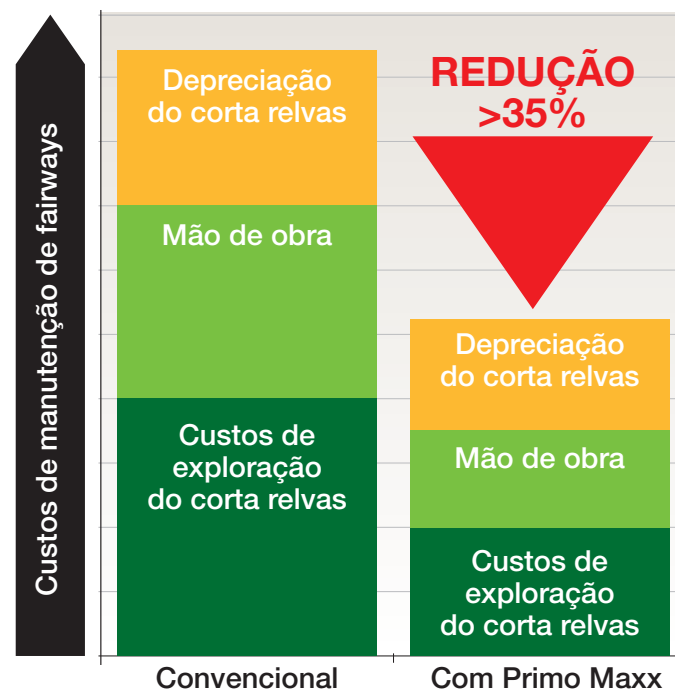 Custos de manutenção de fairways
Depreciação
do corta relvas
Mão de obra
Custos de
exploração
do corta relvas
REDUÇÃO
>35%
Depreciação
do corta relvas
Mão de obra
Custos de
exploração
do corta relvas
Convencional
Com Primo Maxx